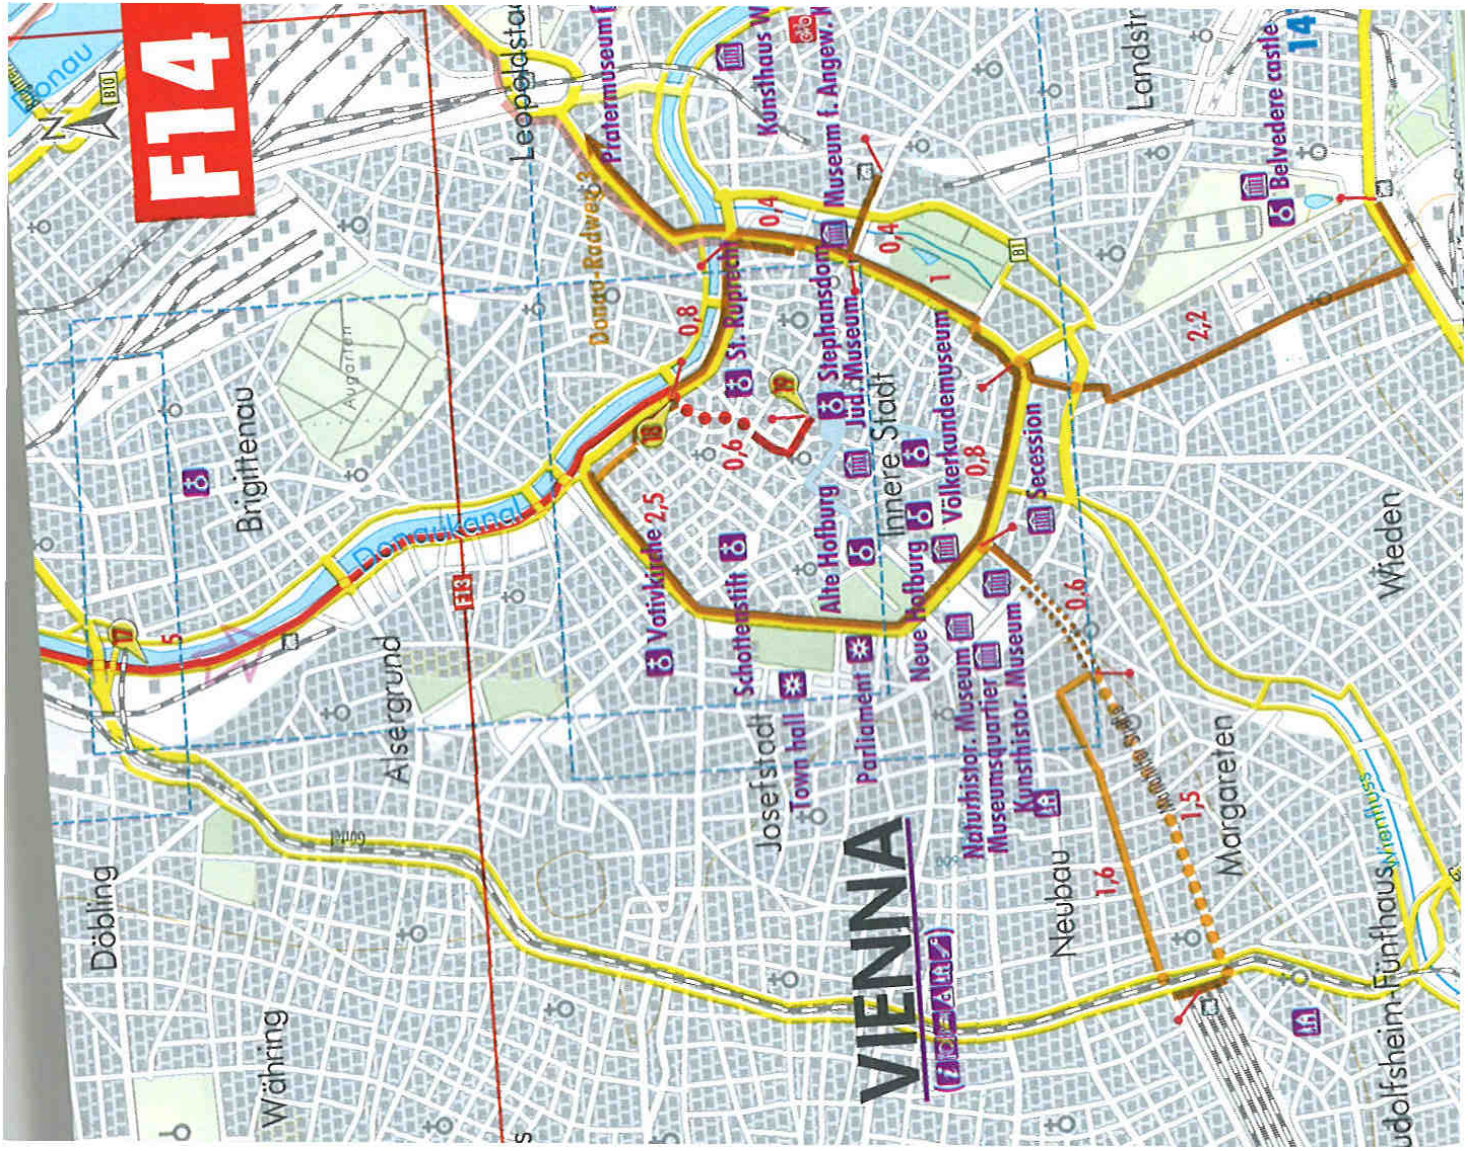 F14
Donau
B10
N
Leopoldsta
Pratermuseum
Kunsthaus W
Museum f. Angew. K
Landstr
Belvedere castle
14
Donau-Radweg
0,4
0,4
1
B1
2,2
Augarten
Brigittenau
0,8
St. Ruprecht
Stephansdom
Jüd. Museum
Völkerkundemuseum
Innere Stadt
18
19
0,6
0,8
Secession
Donaukanal
2,5
Votivkirche
Schottenstift
Alte Hofburg
Neue Hofburg
Wieden
F13
17
5
Alsergrund
Josefstadt
Town hall
Parliament
Naturhistor. Museum
Museumsquartier
Kunsthistor. Museum
0,6
1,5
1,6
Margareten
Neubau
Wienfluss
Gürtel
Döbling
Währing
VIENNA
udolfsheim-Fünfhaus
s